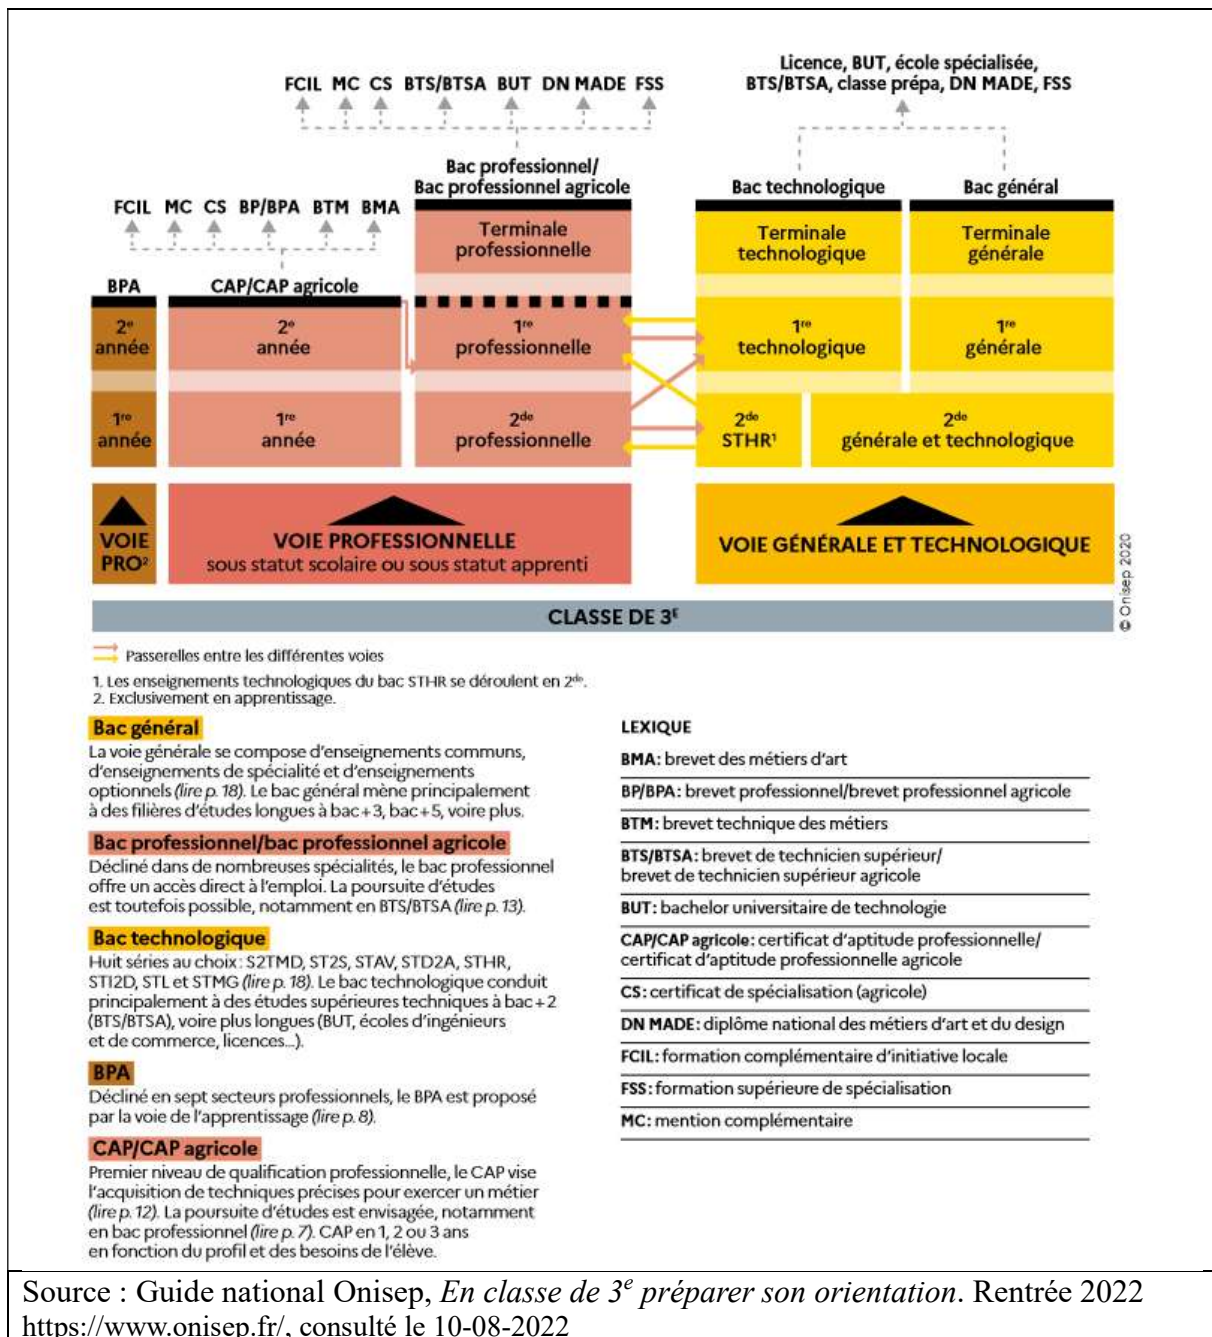 Licence, BUT, école spécialisée,
BTS/BTSA, classe prépa, DN MADE, FSS
FCIL MC CS BTS/BTSA BUT DN MADE FSS
Bac professionnel/
Bac professionnel agricole
Bac technologique
Bac général
FCIL MC CS BP/BPA BTM BMA
Terminale
professionnelle
Terminale
technologique
Terminale
générale
BPA
CAP/CAP agricole
2e
année
2e
année
1re
professionnelle
1re
technologique
1re
générale
1re
année
1re
année
2de
professionnelle
2de
STHR1
2de
générale et technologique
VOIE
PRO2
VOIE PROFESSIONNELLE
sous statut scolaire ou sous statut apprenti
VOIE GÉNÉRALE ET TECHNOLOGIQUE
© Onisep 2020
CLASSE DE 3E
Passerelles entre les différentes voies
1. Les enseignements technologiques du bac STHR se déroulent en 2de.
2. Exclusivement en apprentissage.
Bac général
La voie générale se compose d'enseignements communs,
d'enseignements de spécialité et d'enseignements
optionnels (lire p. 18). Le bac général mène principalement
à des filières d'études longues à bac + 3, bac + 5, voire plus.
Bac professionnel/bac professionnel agricole
Décliné dans de nombreuses spécialités, le bac professionnel
offre un accès direct à l'emploi. La poursuite d'études
est toutefois possible, notamment en BTS/BTSA (lire p. 13).
Bac technologique
Huit séries au choix : S2TMD, ST2S, STAV, STD2A, STHR,
STI2D, STL et STMG (lire p. 18). Le bac technologique conduit
principalement à des études supérieures techniques à bac + 2
(BTS/BTSA), voire plus longues (BUT, écoles d'ingénieurs
et de commerce, licences…).
BPA
Décliné en sept secteurs professionnels, le BPA est proposé
par la voie de l'apprentissage (lire p. 8).
CAP/CAP agricole
Premier niveau de qualification professionnelle, le CAP vise
l'acquisition de techniques précises pour exercer un métier
(lire p. 12). La poursuite d'études est envisagée, notamment
en bac professionnel (lire p. 7). CAP en 1, 2 ou 3 ans
en fonction du profil et des besoins de l'élève.
LEXIQUE
BMA : brevet des métiers d'art
BP/BPA : brevet professionnel/brevet professionnel agricole
BTM : brevet technique des métiers
BTS/BTSA : brevet de technicien supérieur/
brevet de technicien supérieur agricole
BUT : bachelor universitaire de technologie
CAP/CAP agricole : certificat d'aptitude professionnelle/
certificat d'aptitude professionnelle agricole
CS : certificat de spécialisation (agricole)
DN MADE : diplôme national des métiers d'art et du design
FCIL : formation complémentaire d'initiative locale
FSS : formation supérieure de spécialisation
MC : mention complémentaire
Source : Guide national Onisep, En classe de 3e préparer son orientation. Rentrée 2022
https://www.onisep.fr/, consulté le 10-08-2022